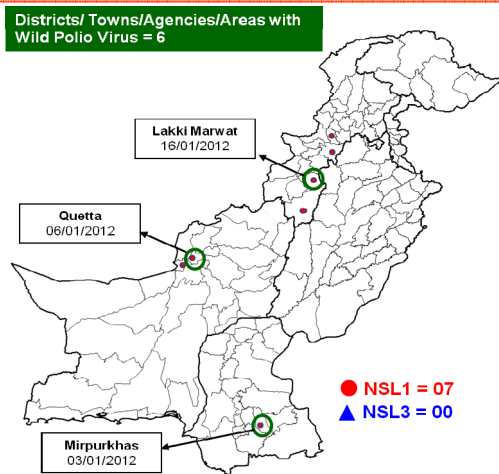 Districts/ Towns/Agencies/Areas with
Wild Polio Virus = 6
Lakki Marwat
16/01/2012
Quetta
06/01/2012
NSL1 = 07
NSL3 = 00
Mirpurkhas
03/01/2012